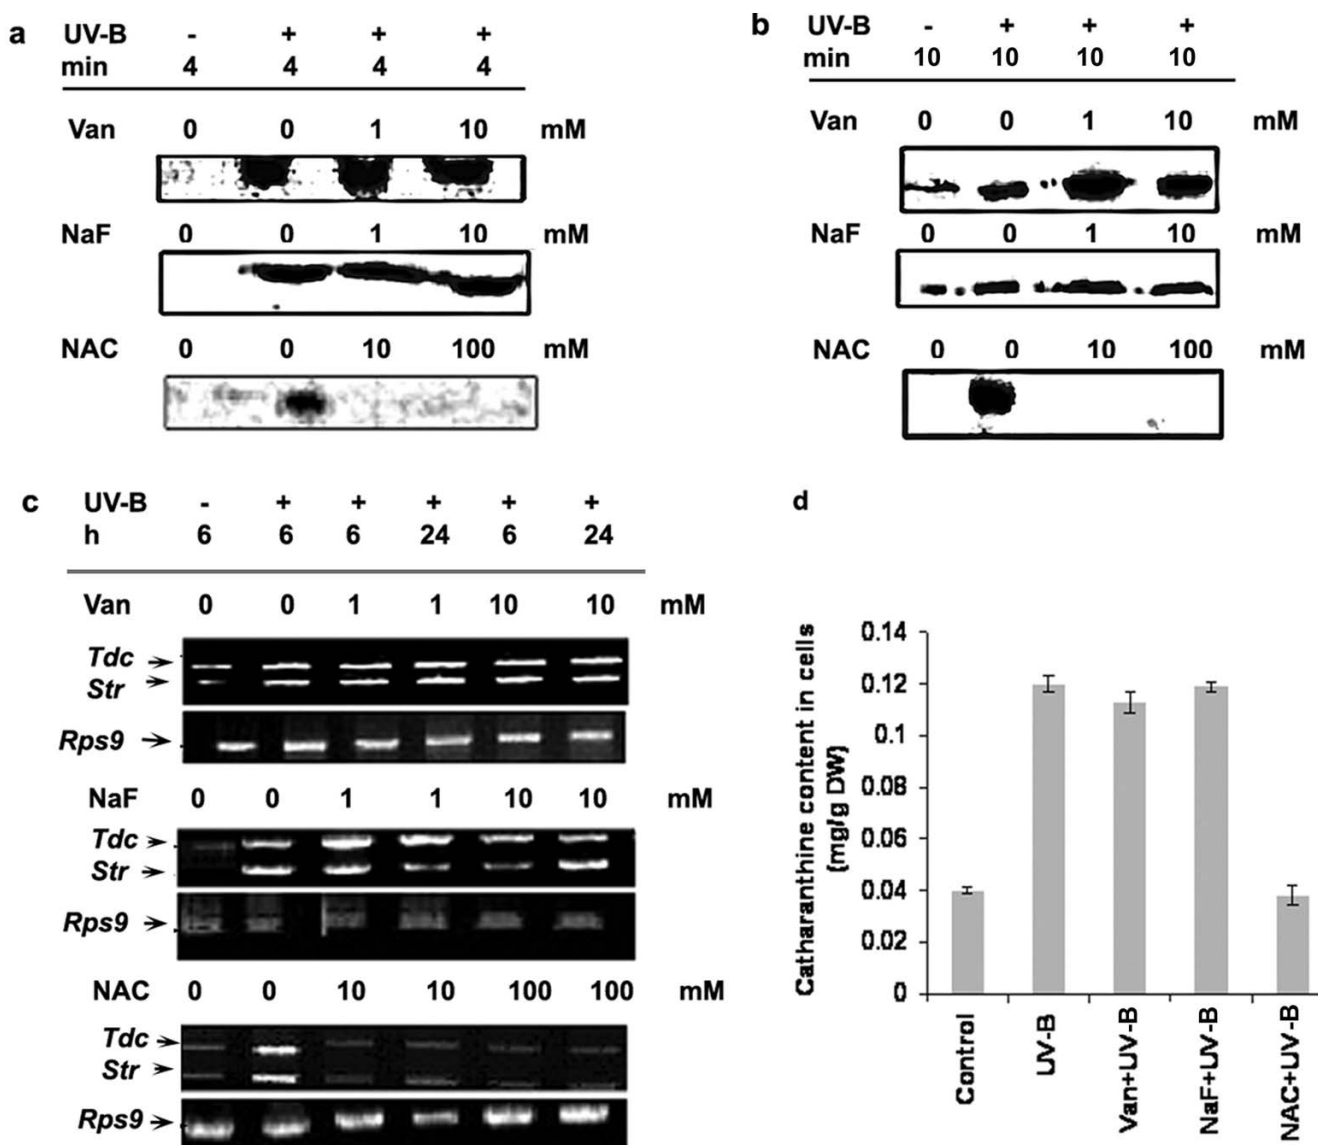 a
UV-B - + + +
min 4 4 4 4
Van 0 0 1 10 mM
NaF 0 0 1 10 mM
NAC 0 0 10 100 mM
b
UV-B - + + +
min 10 10 10 10
Van 0 0 1 10 mM
NaF 0 0 1 10 mM
NAC 0 0 10 100 mM
c
UV-B - + + + + +
h 6 6 6 24 6 24
Van 0 0 1 1 10 10 mM
Tdc
Str
Rps9
NaF 0 0 1 1 10 10 mM
Tdc
Str
Rps9
NAC 0 0 10 10 100 100 mM
Tdc
Str
Rps9
d
Catharanthine content in cells
(mg/g DW)
0.14
0.12
0.1
0.08
0.06
0.04
0.02
0
Control
UV-B
Van+UV-B
NaF+UV-B
NAC+UV-B